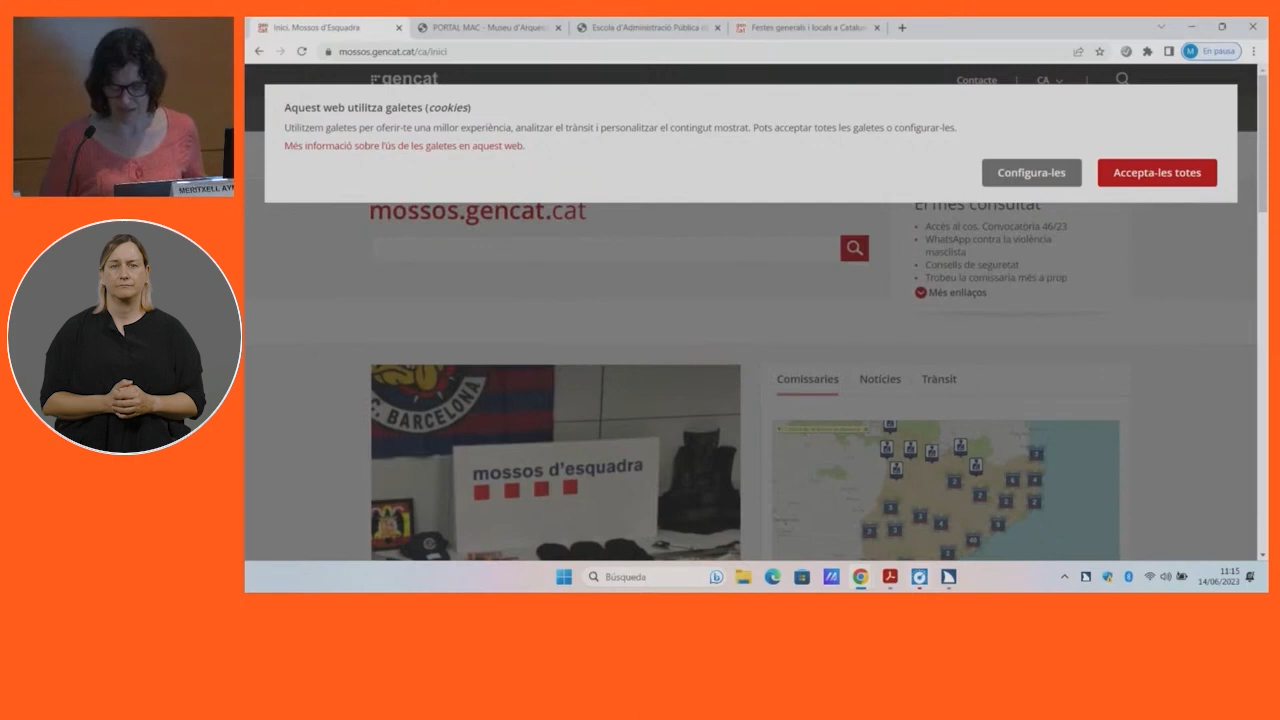 Inici. Mossos d'Esquadra
PORTAL MAC - Museu d'Arqueo
Escola d'Administració Pública d
Festes generals i locals a Catalun
mossos.gencat.cat/ca/inici
M
En pausa
gencat
Contacte
CA
Aquest web utilitza galetes (cookies)
Utilitzem galetes per oferir-te una millor experiència, analitzar el trànsit i personalitzar el contingut mostrat. Pots acceptar totes les galetes o configurar-les.
Més informació sobre l'ús de les galetes en aquest web.
Configura-les
Accepta-les totes
MERITXELL AY
mossos.gencat.cat
El més consultat
Accés al cos. Convocatòria 46/23
WhatsApp contra la violència
masclista
Consells de seguretat
Trobeu la comissaria més a prop
Més enllaços
Comissaries
Notícies
Trànsit
C. BARCELONA
mossos d'esquadra
Búsqueda
11:15
14/06/2023